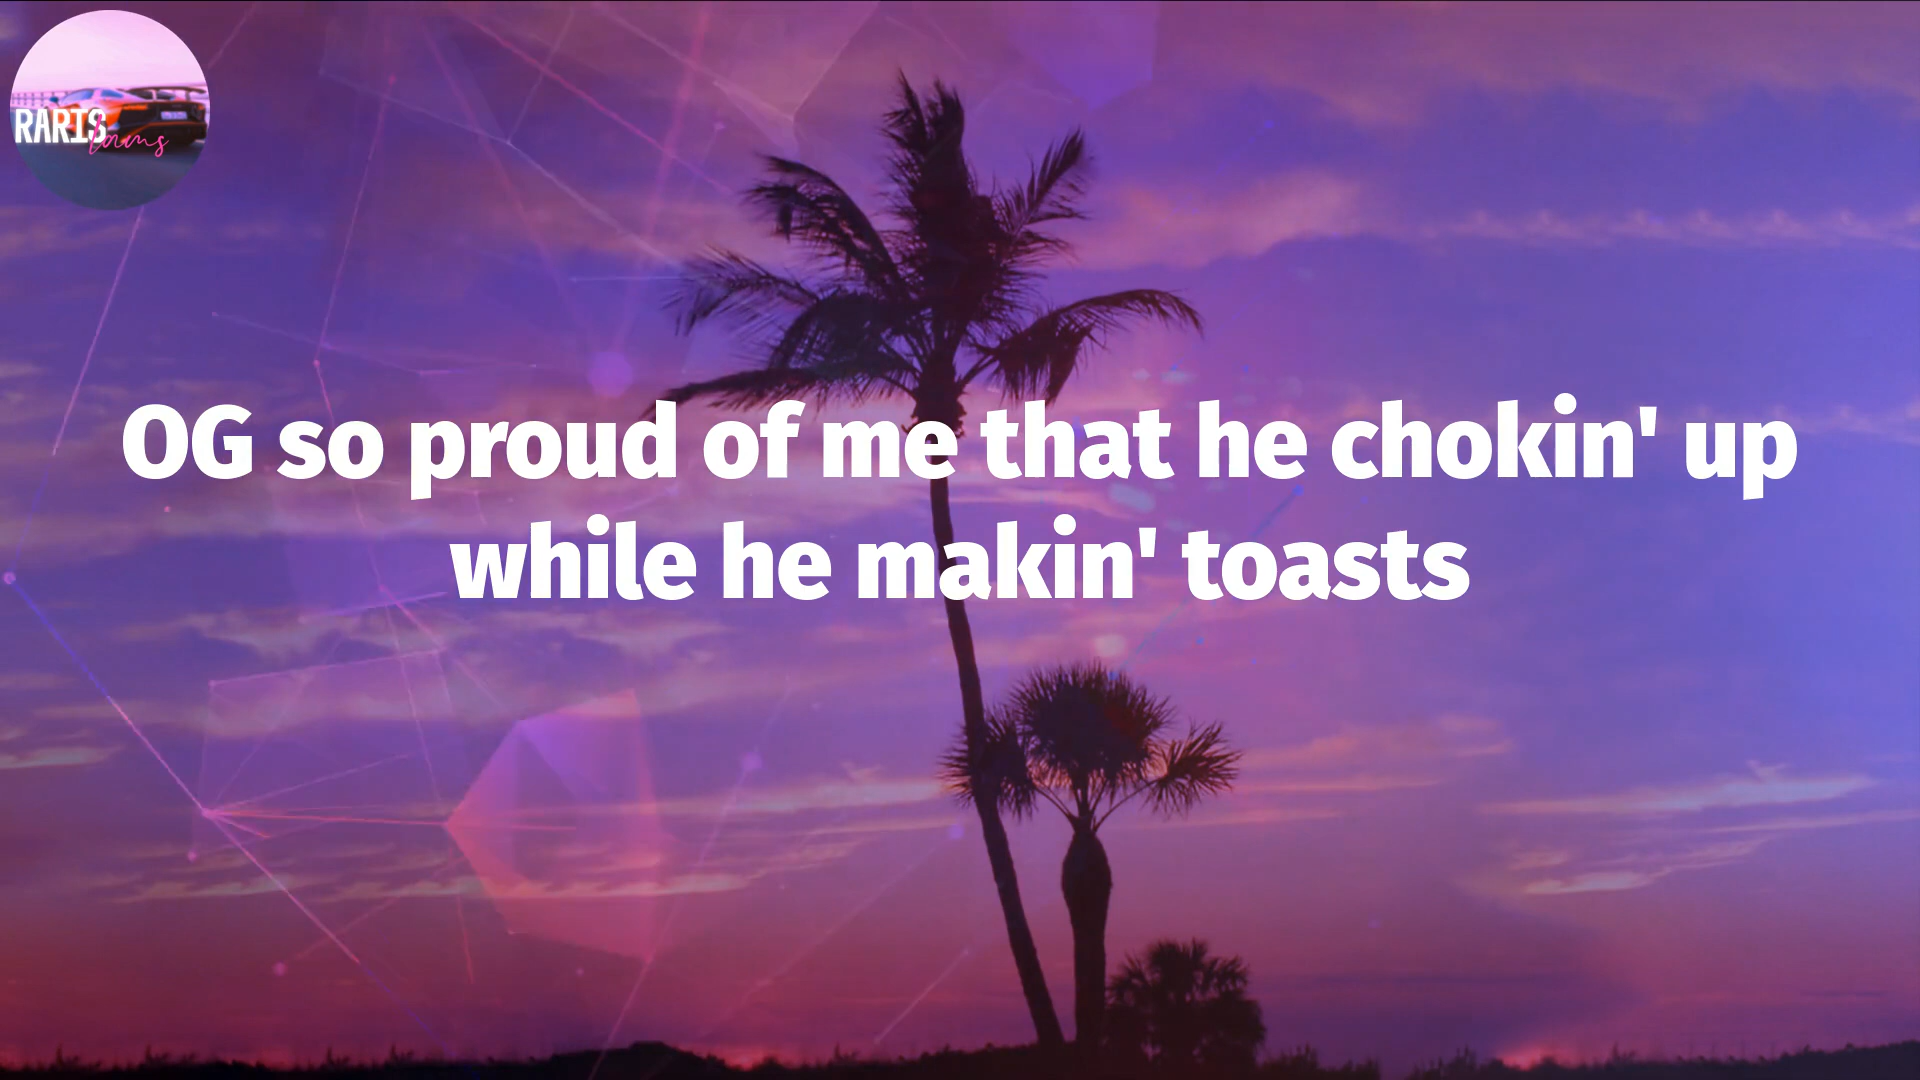 RARIS
OG so proud of me that he chokin' up
while he makin' toasts